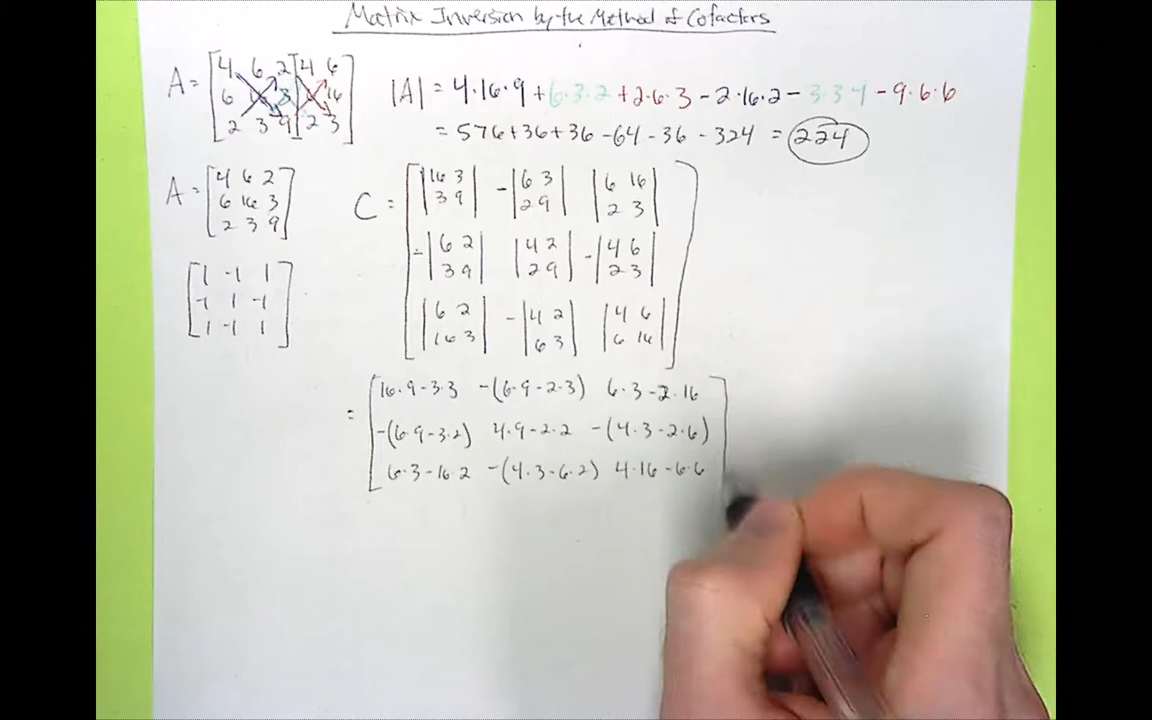 Matrix Inversion by the Method of Cofactors
A = [4 6 2 | 4 6]
[6 16 3 | 6 16]
[2 3 9 | 2 3]
|A| = 4·16·9 + 6·3·2 + 2·6·3 - 2·16·2 - 3·3·4 - 9·6·6
= 576+36+36-64-36-324 = 224
A = [4 6 2]
[6 16 3]
[2 3 9]
[1 -1 1]
[-1 1 -1]
[1 -1 1]
C = [|16 3| -|6 3| |6 16|]
[|3 9| |2 9| |2 3|]
[-|6 2| |4 2| -|4 6|]
[|3 9| |2 9| |2 3|]
[|6 2| -|4 2| |4 6|]
[|16 3| |6 3| |6 16|]
= [16·9-3·3 -(6·9-2·3) 6·3-2·16]
[-(6·9-3·2) 4·9-2·2 -(4·3-2·6)]
[6·3-16·2 -(4·3-6·2) 4·16-6·6]